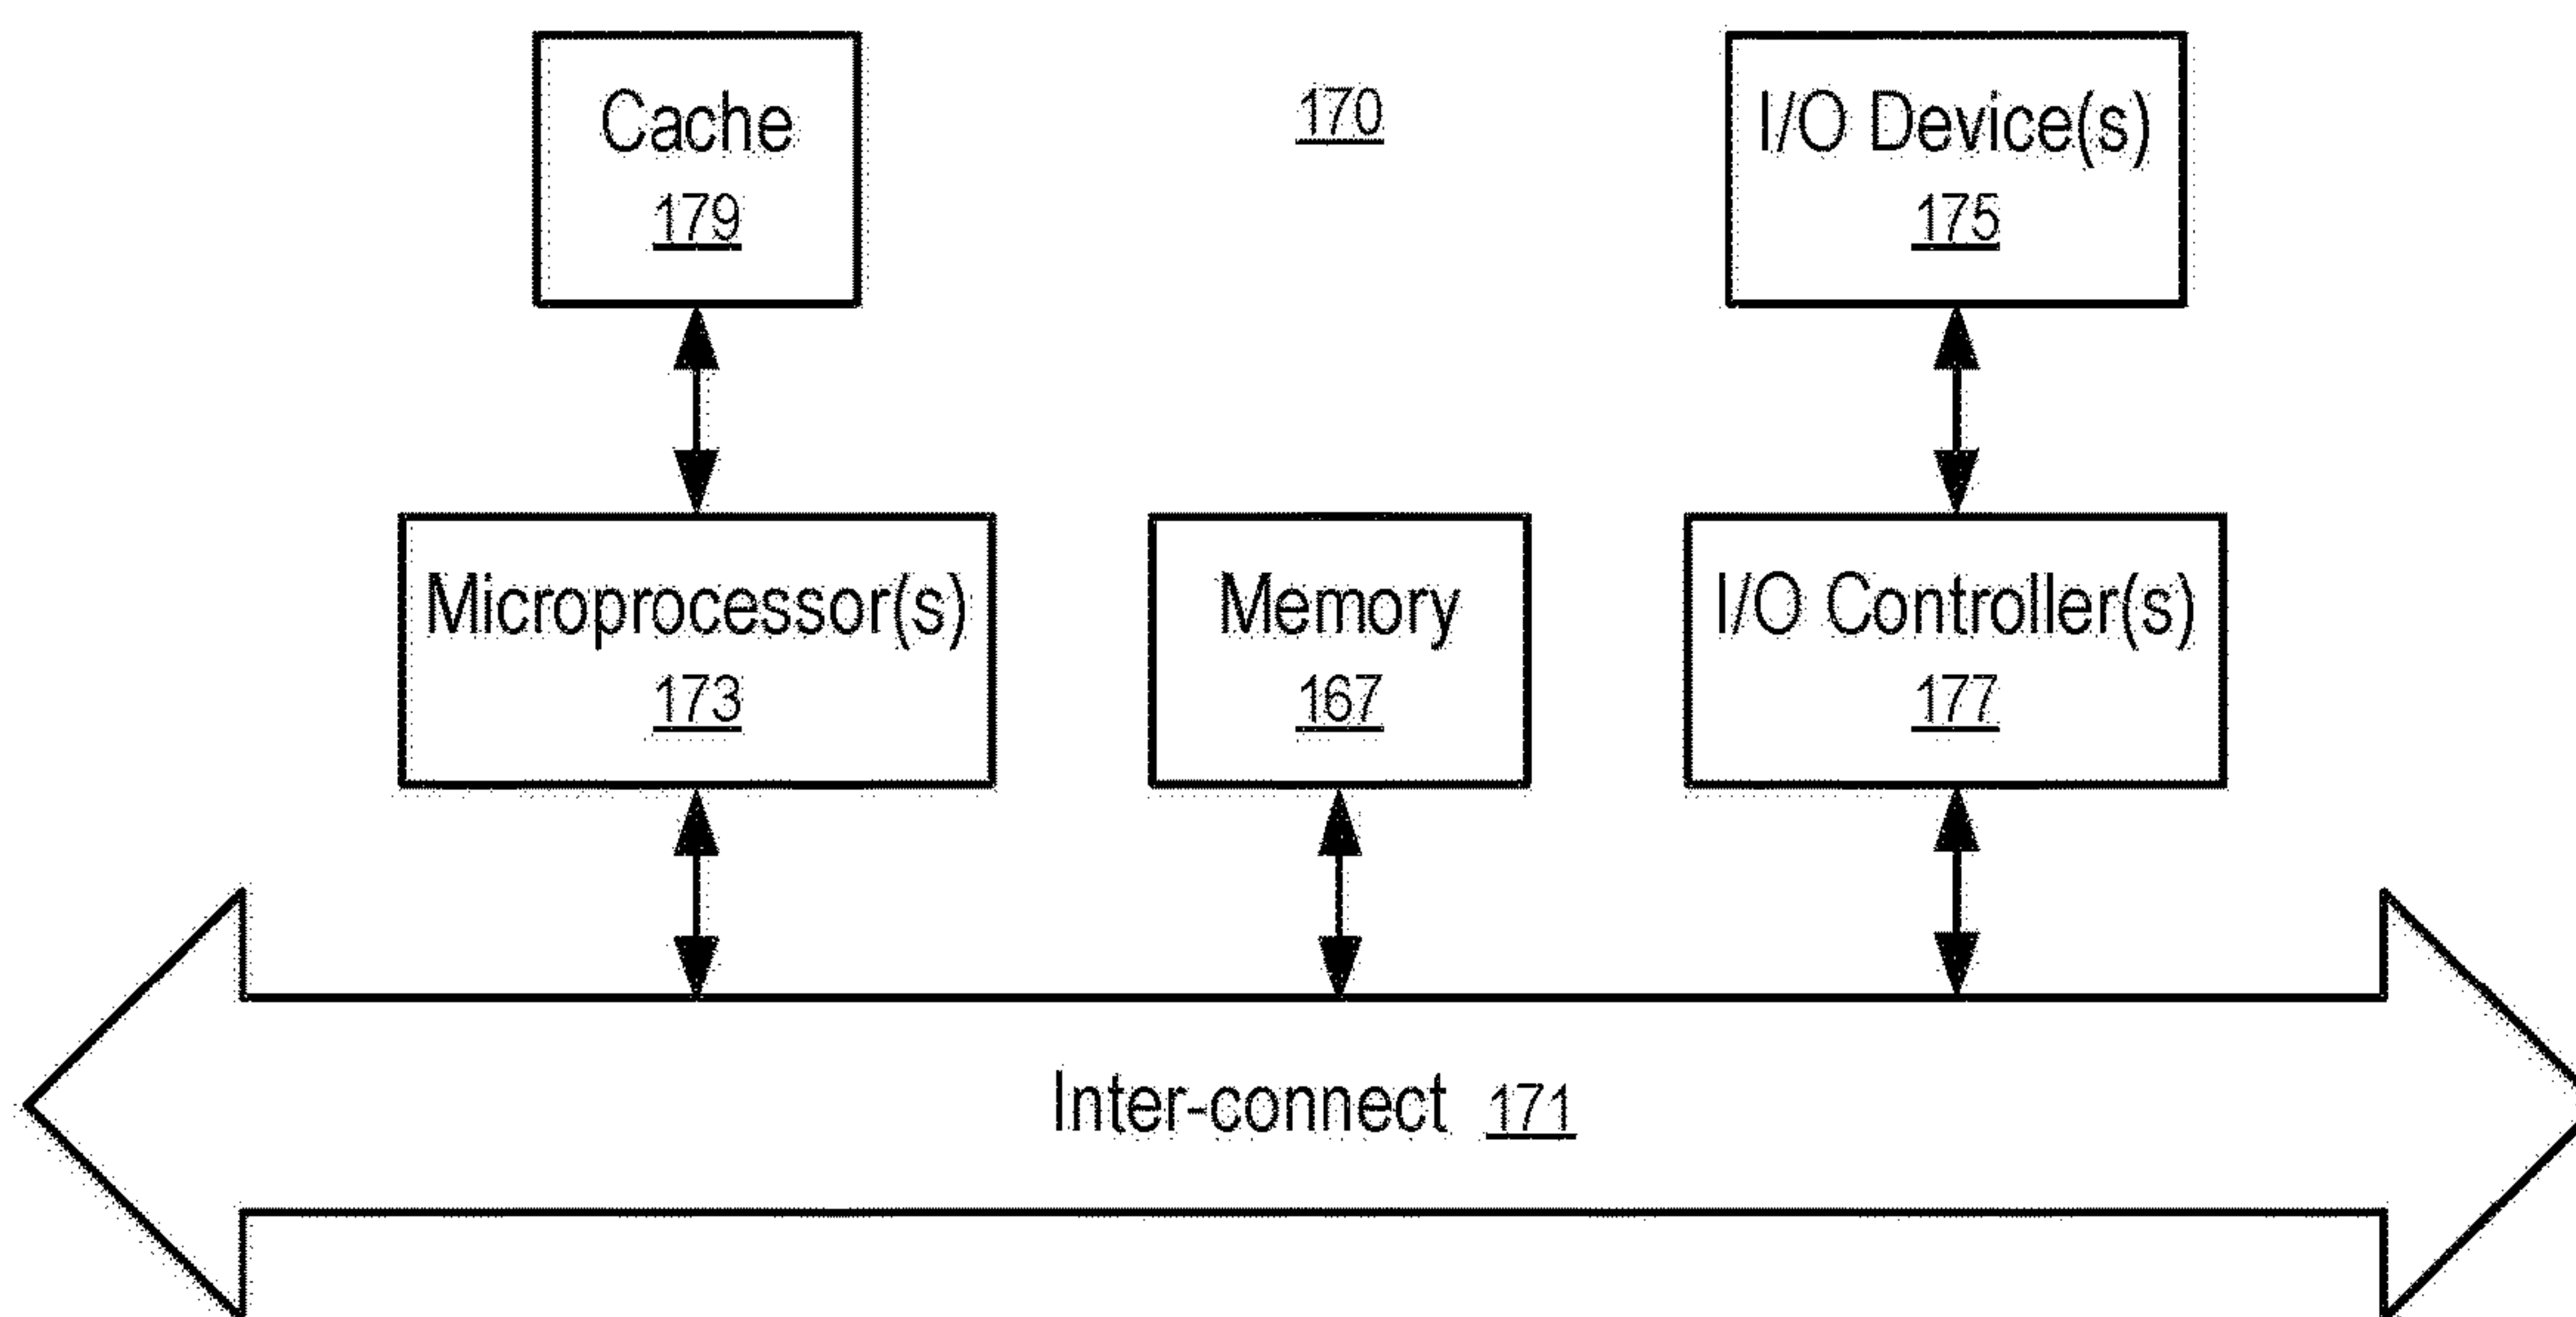 Cache
179
170
I/O Device(s)
175
Microprocessor(s)
173
Memory
167
I/O Controller(s)
177
Inter-connect 171